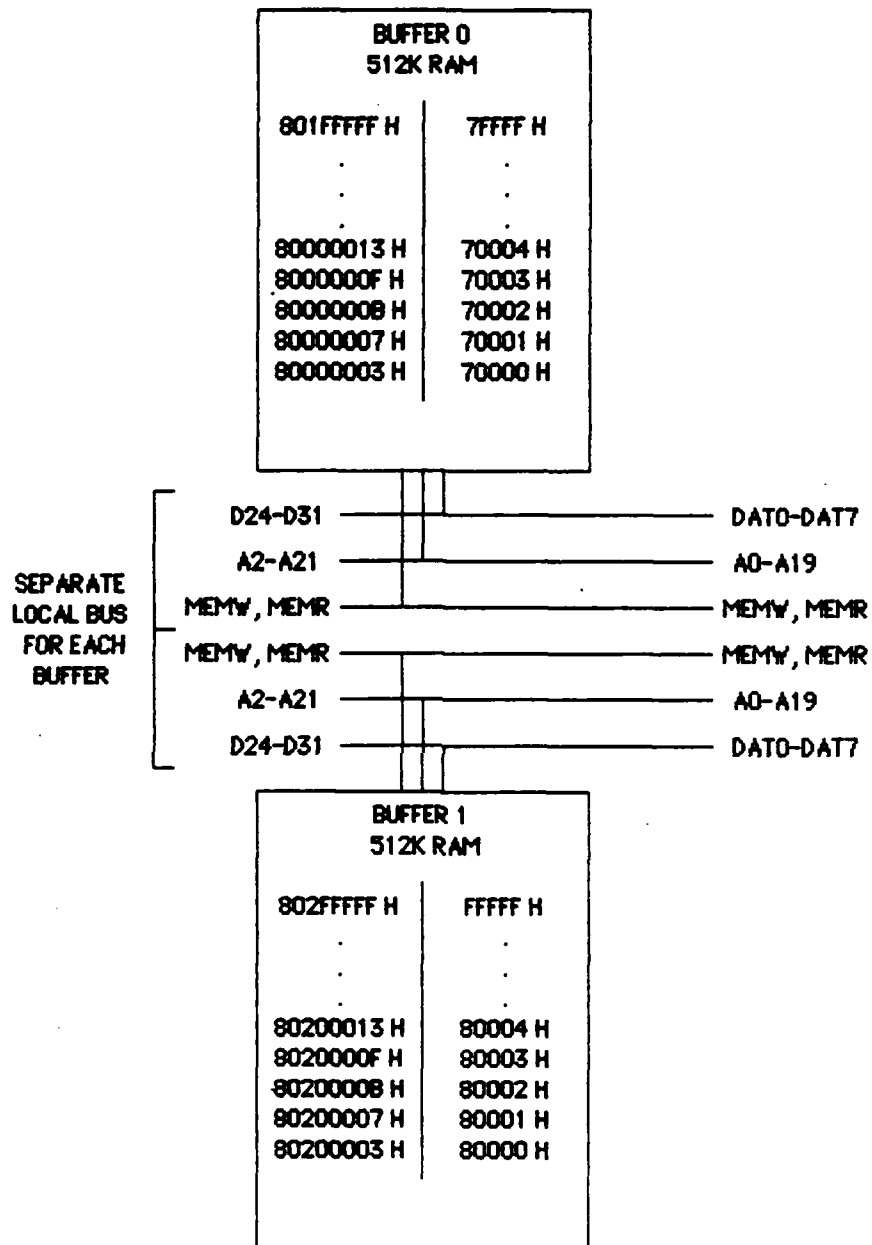 BUFFER 0
512K RAM
801FFFFF H 7FFFF H
. .
. .
. .
80000013 H 70004 H
8000000F H 70003 H
8000000B H 70002 H
80000007 H 70001 H
80000003 H 70000 H
D24-D31 DAT0-DAT7
A2-A21 A0-A19
MEMW, MEMR MEMW, MEMR
SEPARATE
LOCAL BUS
FOR EACH
BUFFER
MEMW, MEMR MEMW, MEMR
A2-A21 A0-A19
D24-D31 DAT0-DAT7
BUFFER 1
512K RAM
802FFFFF H FFFFF H
. .
. .
. .
80200013 H 80004 H
8020000F H 80003 H
8020000B H 80002 H
80200007 H 80001 H
80200003 H 80000 H